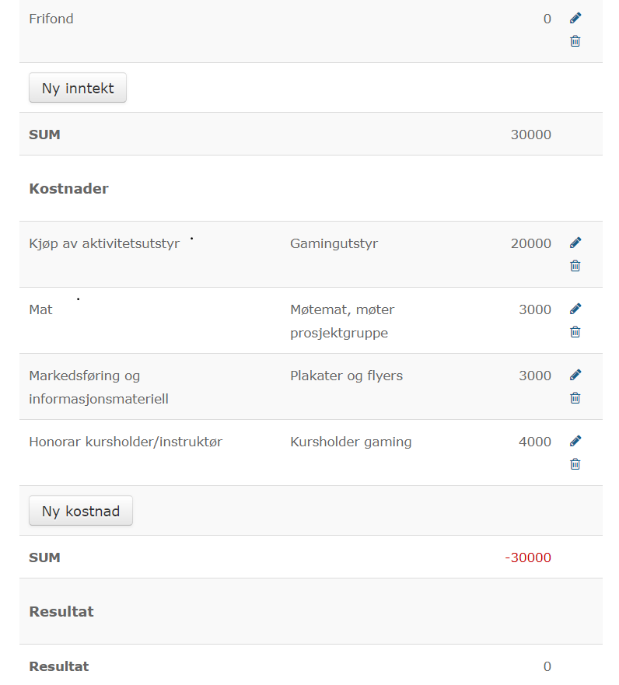 Frifond 0
Ny inntekt
SUM 30000
Kostnader
Kjøp av aktivitetsutstyr Gamingutstyr 20000
Mat Møtemat, møter 3000
prosjektgruppe
Markedsføring og Plakater og flyers 3000
informasjonsmateriell
Honorar kursholder/instruktør Kursholder gaming 4000
Ny kostnad
SUM -30000
Resultat
Resultat 0